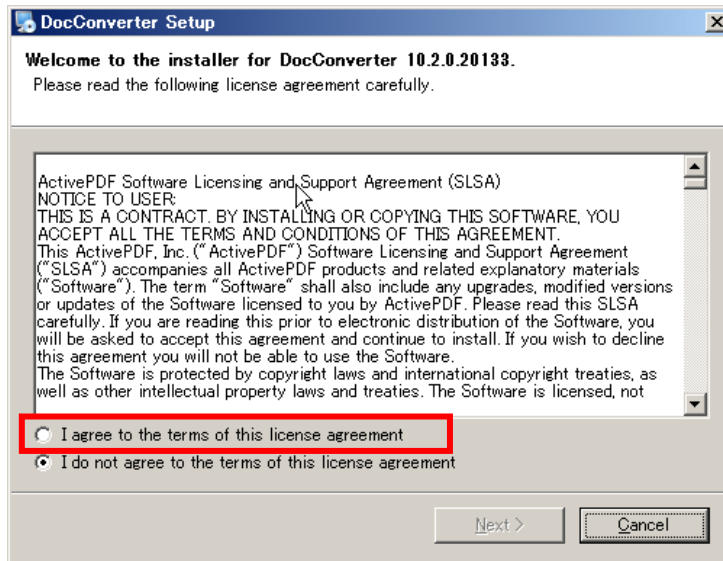 DocConverter Setup
Welcome to the installer for DocConverter 10.2.0.20133.
Please read the following license agreement carefully.
ActivePDF Software Licensing and Support Agreement (SLSA)
NOTICE TO USER:
THIS IS A CONTRACT. BY INSTALLING OR COPYING THIS SOFTWARE, YOU
ACCEPT ALL THE TERMS AND CONDITIONS OF THIS AGREEMENT.
This ActivePDF, Inc. ("ActivePDF") Software Licensing and Support Agreement
("SLSA") accompanies all ActivePDF products and related explanatory materials
("Software"). The term "Software" shall also include any upgrades, modified versions
or updates of the Software licensed to you by ActivePDF. Please read this SLSA
carefully. If you are reading this prior to electronic distribution of the Software, you
will be asked to accept this agreement and continue to install. If you wish to decline
this agreement you will not be able to use the Software.
The Software is protected by copyright laws and international copyright treaties, as
well as other intellectual property laws and treaties. The Software is licensed, not
I agree to the terms of this license agreement
I do not agree to the terms of this license agreement
Next >
Cancel